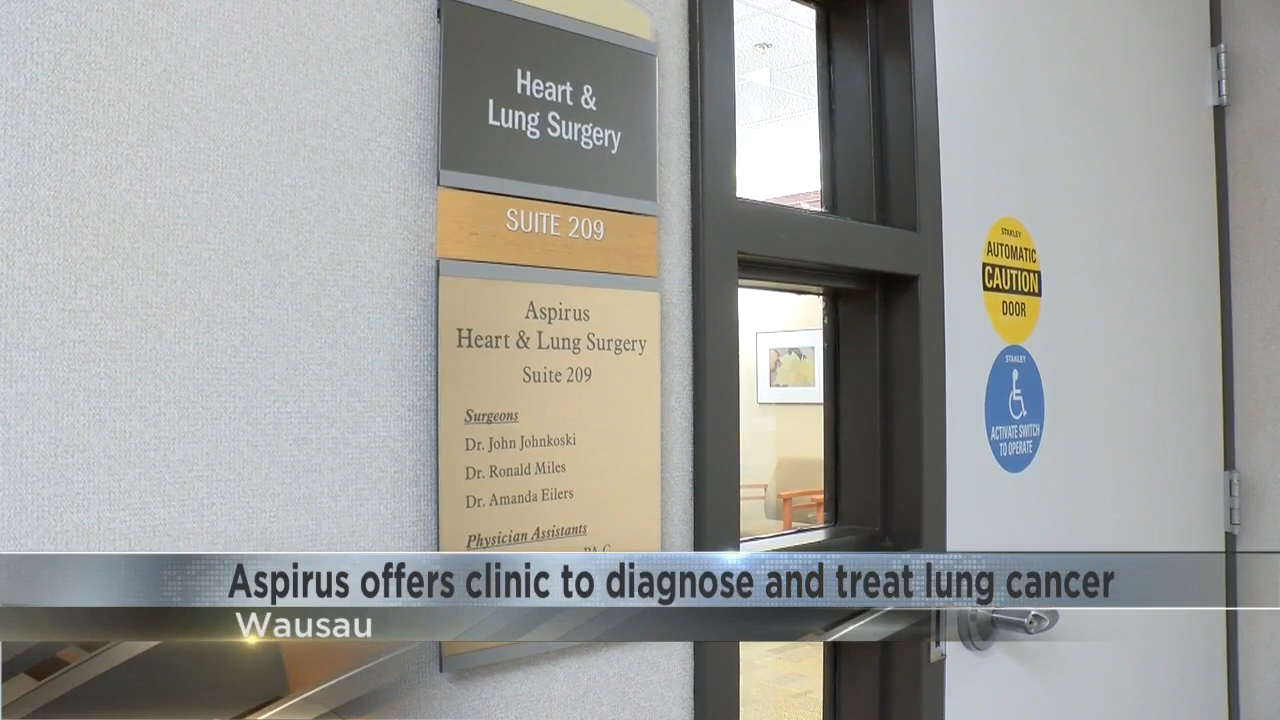 Heart &
Lung Surgery
SUITE 209
Aspirus
Heart & Lung Surgery
Suite 209
Surgeons
Dr. John Johnkoski
Dr. Ronald Miles
Dr. Amanda Eilers
Physician Assistants
PA-C
STANLEY
AUTOMATIC
CAUTION
DOOR
STANLEY
ACTIVATE SWITCH
TO OPERATE
Aspirus offers clinic to diagnose and treat lung cancer
Wausau